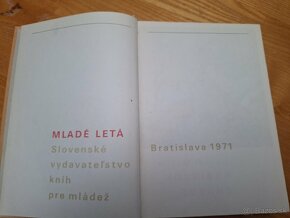 MLADÉ LETÁ
Slovenské
vydavateľstvo
kníh
pre mládež
Bratislava 1971